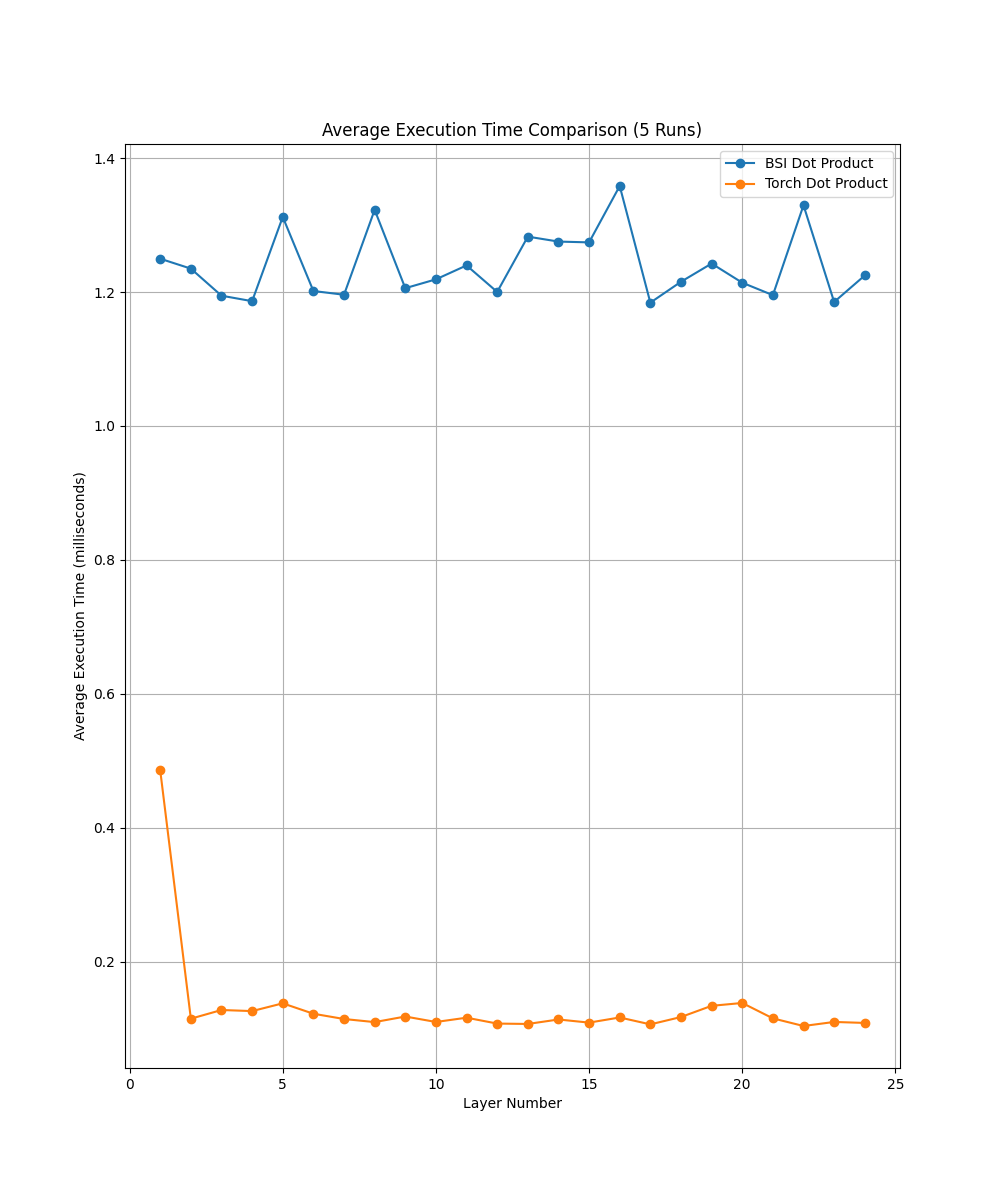 Average Execution Time Comparison (5 Runs)
BSI Dot Product
Torch Dot Product
Average Execution Time (milliseconds)
1.4
1.2
1.0
0.8
0.6
0.4
0.2
0 5 10 15 20 25
Layer Number